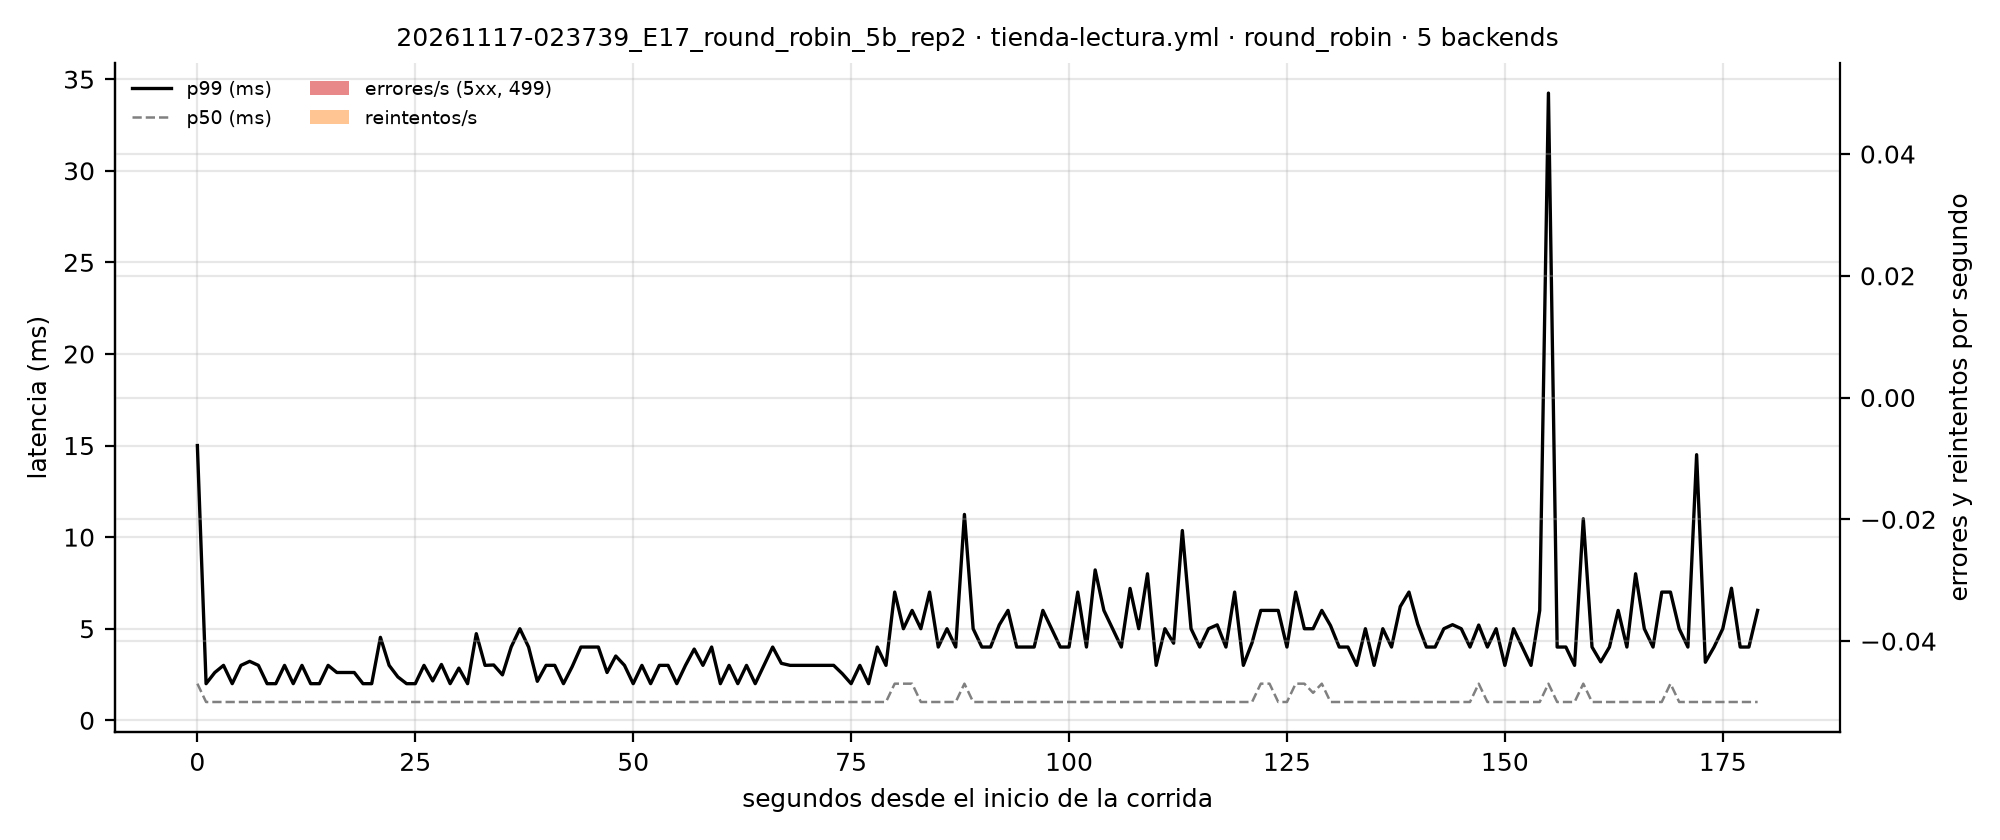 20261117-023739_E17_round_robin_5b_rep2 · tienda-lectura.yml · round_robin · 5 backends
p99 (ms)
p50 (ms)
errores/s (5xx, 499)
reintentos/s
latencia (ms)
35
30
25
20
15
10
5
0
0.04
0.02
0.00
−0.02
−0.04
errores y reintentos por segundo
0
25
50
75
100
125
150
175
segundos desde el inicio de la corrida